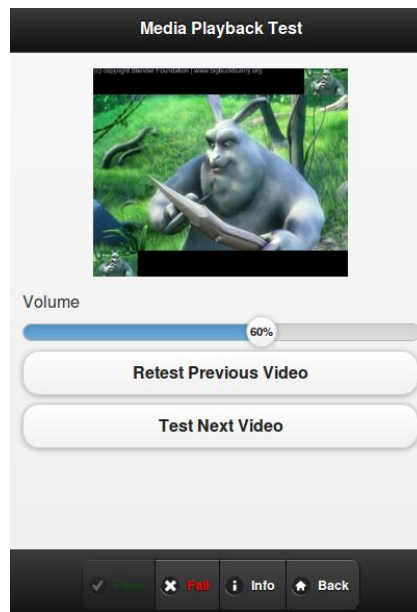 Media Playback Test
(c) copyright Blender Foundation | www.bigbuckbunny.org
Volume
60%
Retest Previous Video
Test Next Video
Pass
Fail
Info
Back